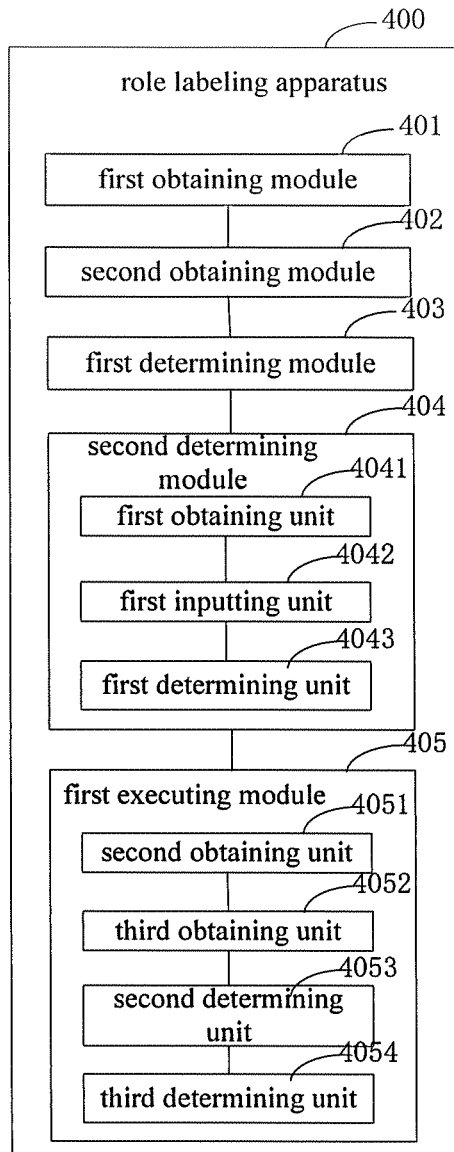 400
role labeling apparatus
401
first obtaining module
402
second obtaining module
403
first determining module
404
second determining
module
4041
first obtaining unit
4042
first inputting unit
4043
first determining unit
405
first executing module
4051
second obtaining unit
4052
third obtaining unit
4053
second determining
unit
4054
third determining unit